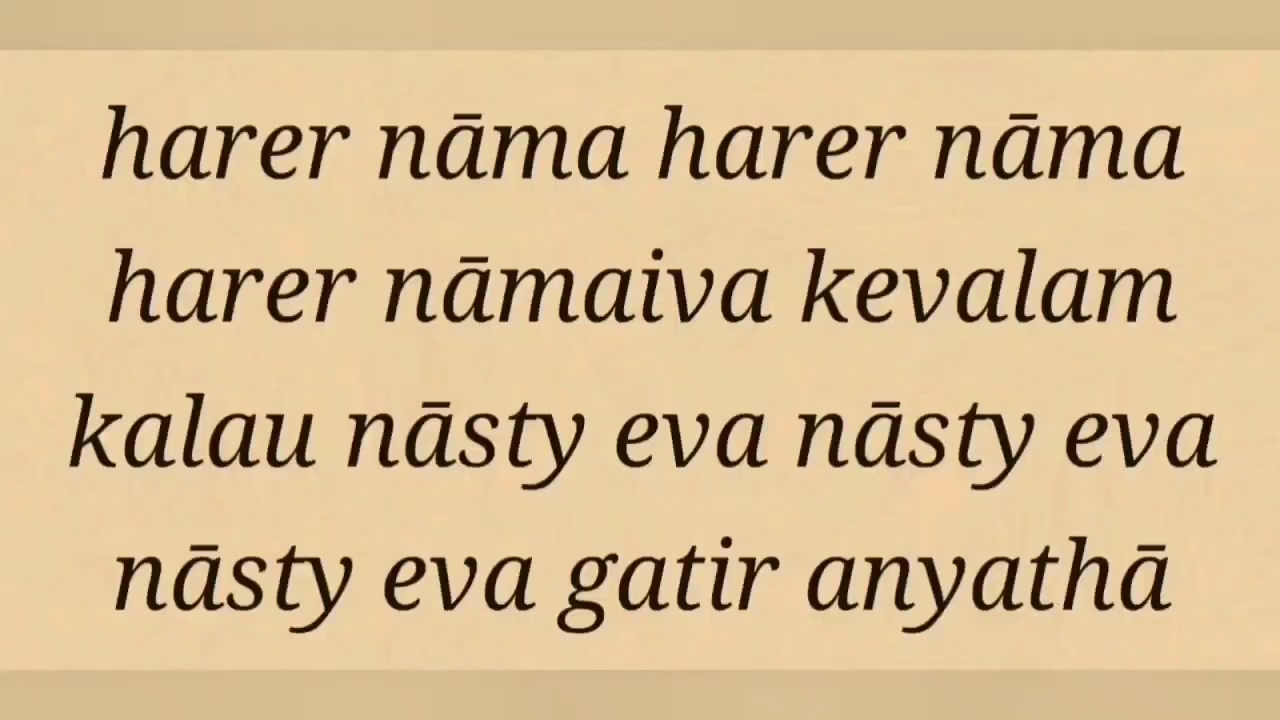 harer nāma harer nāma
harer nāmaiva kevalam
kalau nāsty eva nāsty eva
nāsty eva gatir anyathā